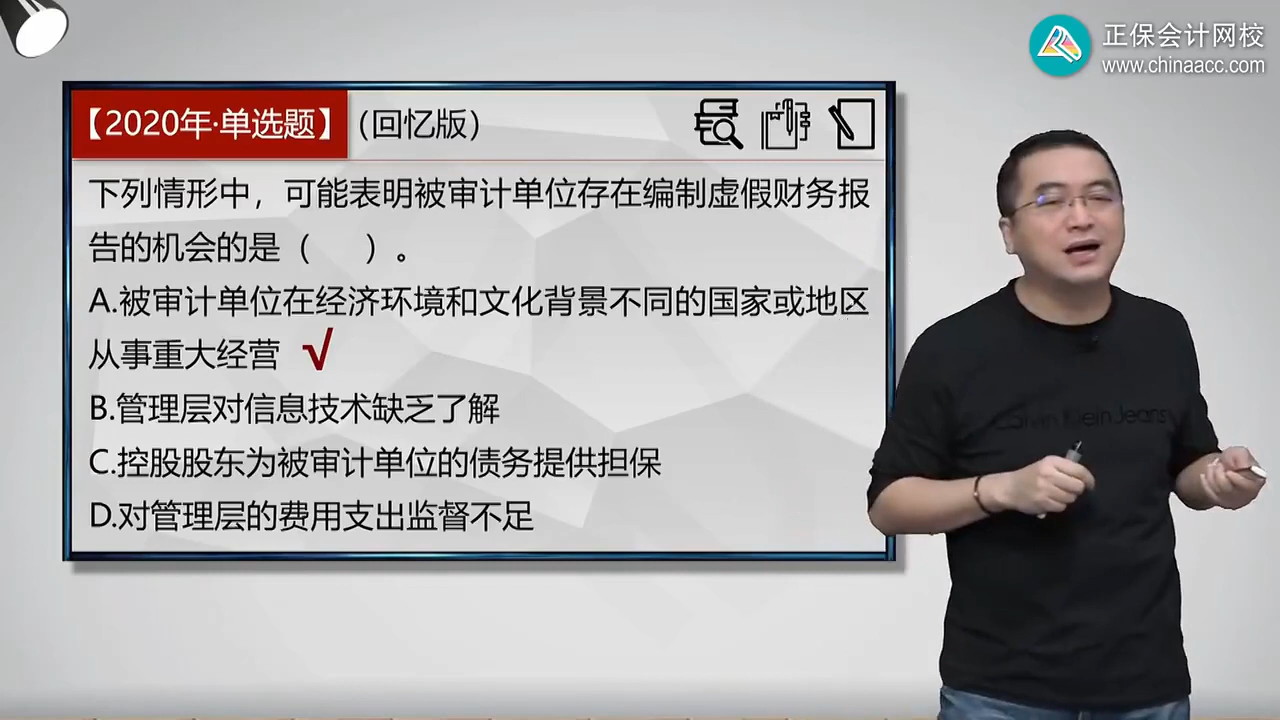 正保会计网校
www.chinaacc.com
【2020年·单选题】（回忆版）
下列情形中，可能表明被审计单位存在编制虚假财务报
告的机会的是（　　）。
A.被审计单位在经济环境和文化背景不同的国家或地区
从事重大经营 √
B.管理层对信息技术缺乏了解
C.控股股东为被审计单位的债务提供担保
D.对管理层的费用支出监督不足
Calvin Klein Jeans